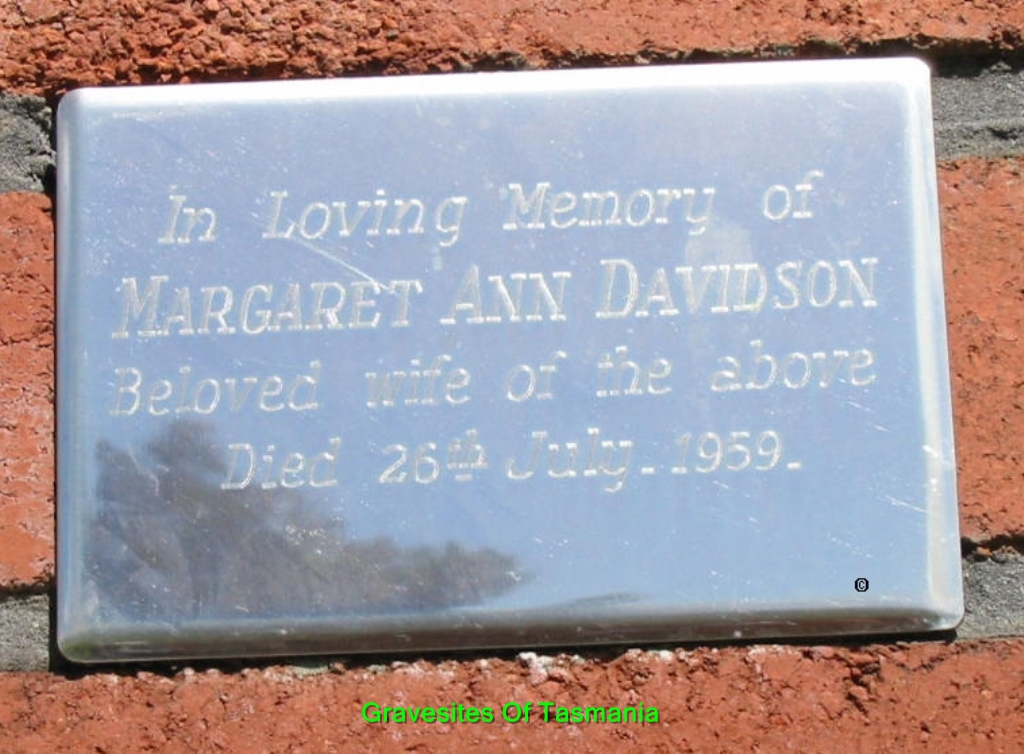 In Loving Memory of
MARGARET ANN DAVIDSON
Beloved wife of the above
Died 26th July. 1959.
©
Gravesites Of Tasmania